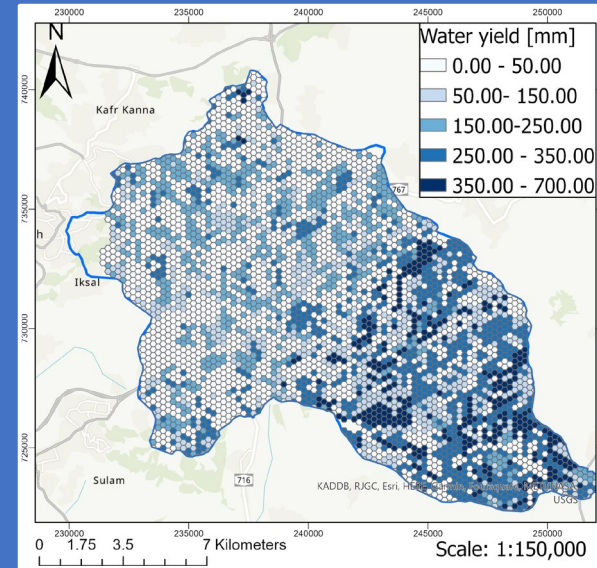 230000 235000 240000 245000 250000
N
Water yield [mm]
0.00 - 50.00
50.00- 150.00
150.00-250.00
250.00 - 350.00
350.00 - 700.00
740000
Kafr Kanna
767
735000
h
Iksal
730000
725000
Sulam
716
KADDB, RJGC, Esri,
USGS
230000 235000 240000 245000 250000
0 1.75 3.5 7 Kilometers
Scale: 1:150,000